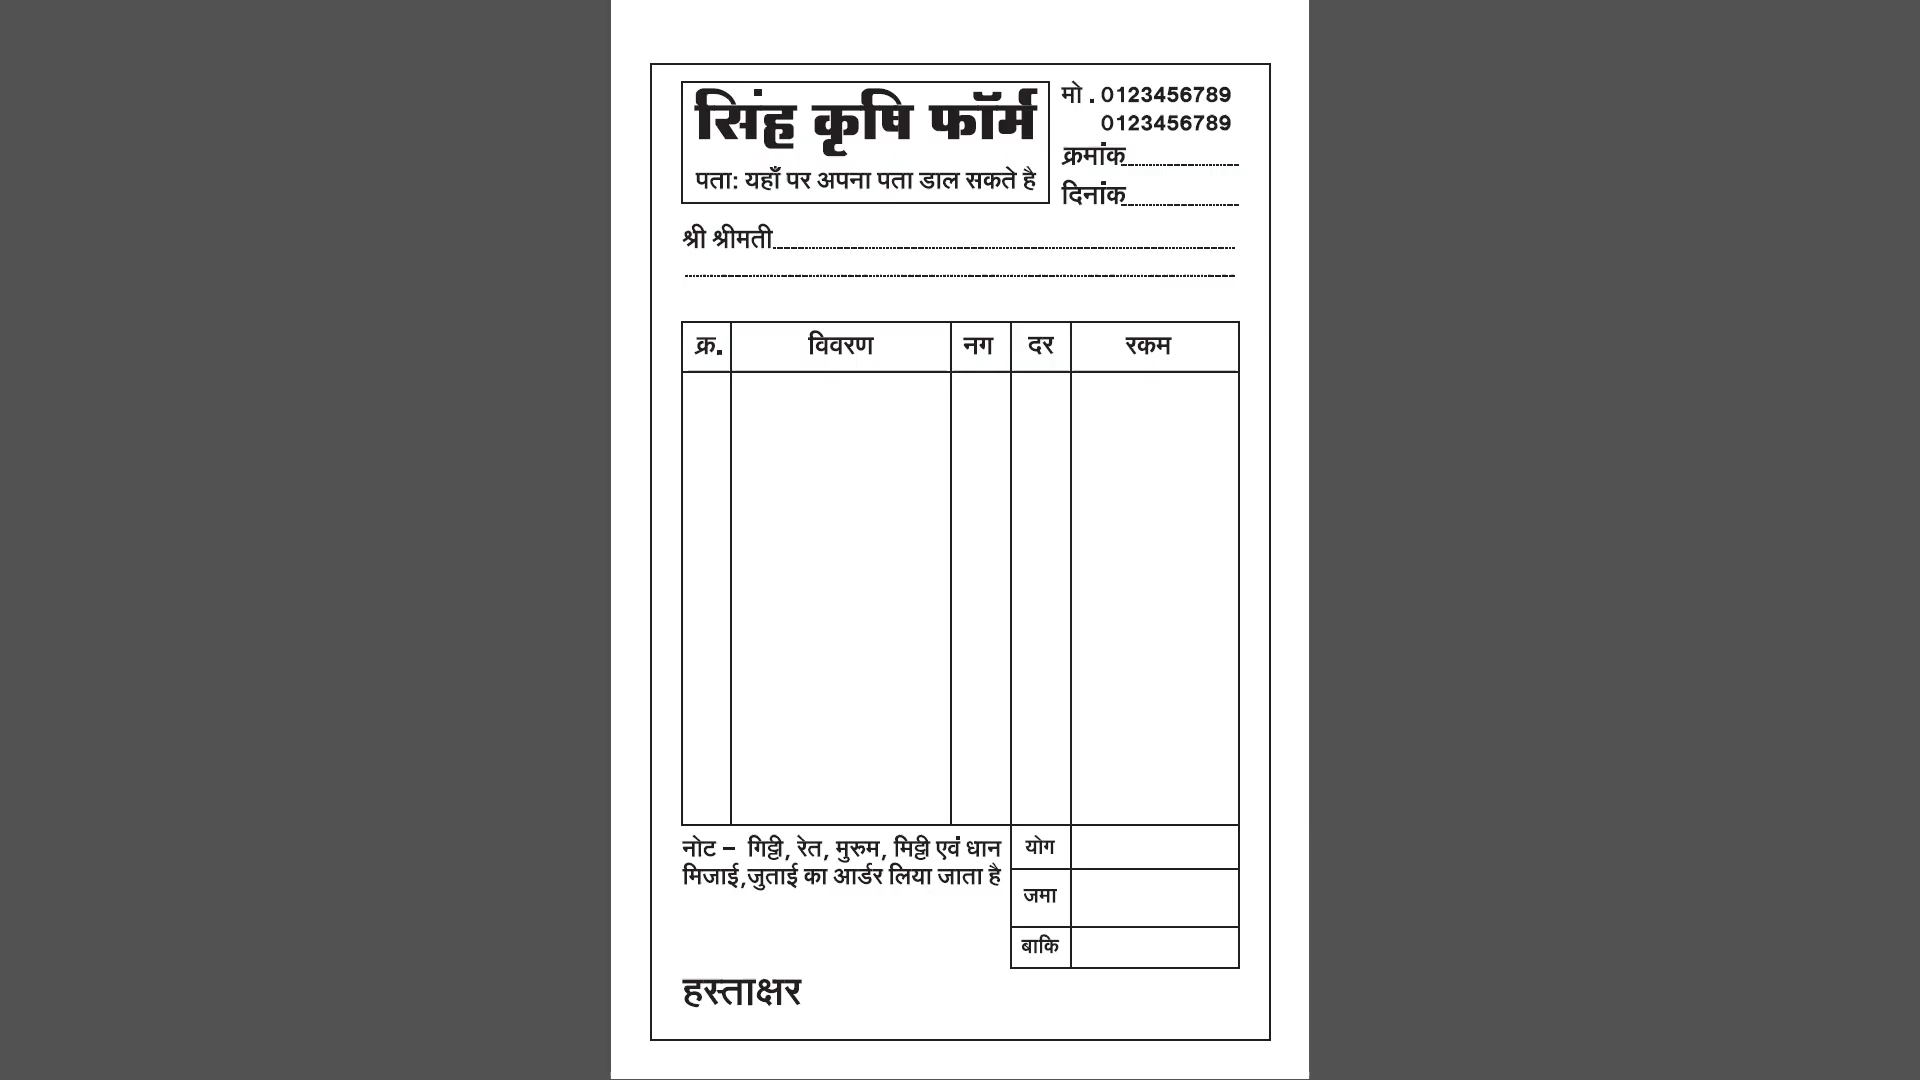 सिंह कृषि फॉर्म
पता: यहाँ पर अपना पता डाल सकते है
मो . 0123456789
0123456789
क्रमांक
दिनांक
श्री श्रीमती
क्र. विवरण नग दर रकम
नोट – गिट्टी, रेत, मुरुम, मिट्टी एवं धान
मिजाई,जुताई का आर्डर लिया जाता है
योग
जमा
बाकि
हस्ताक्षर